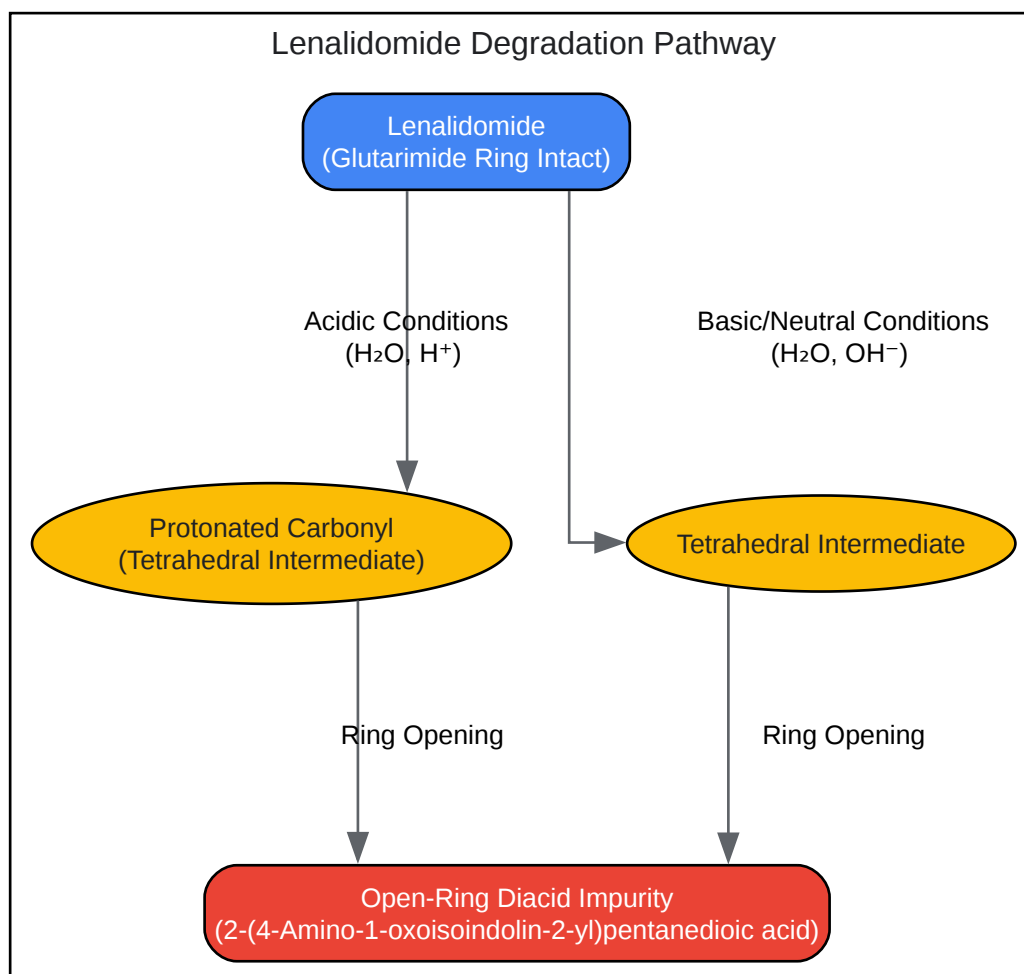 Lenalidomide Degradation Pathway
Lenalidomide
(Glutarimide Ring Intact)
Acidic Conditions
(H₂O, H⁺)
Basic/Neutral Conditions
(H₂O, OH⁻)
Protonated Carbonyl
(Tetrahedral Intermediate)
Tetrahedral Intermediate
Ring Opening
Ring Opening
Open-Ring Diacid Impurity
(2-(4-Amino-1-oxoisoindolin-2-yl)pentanedioic acid)